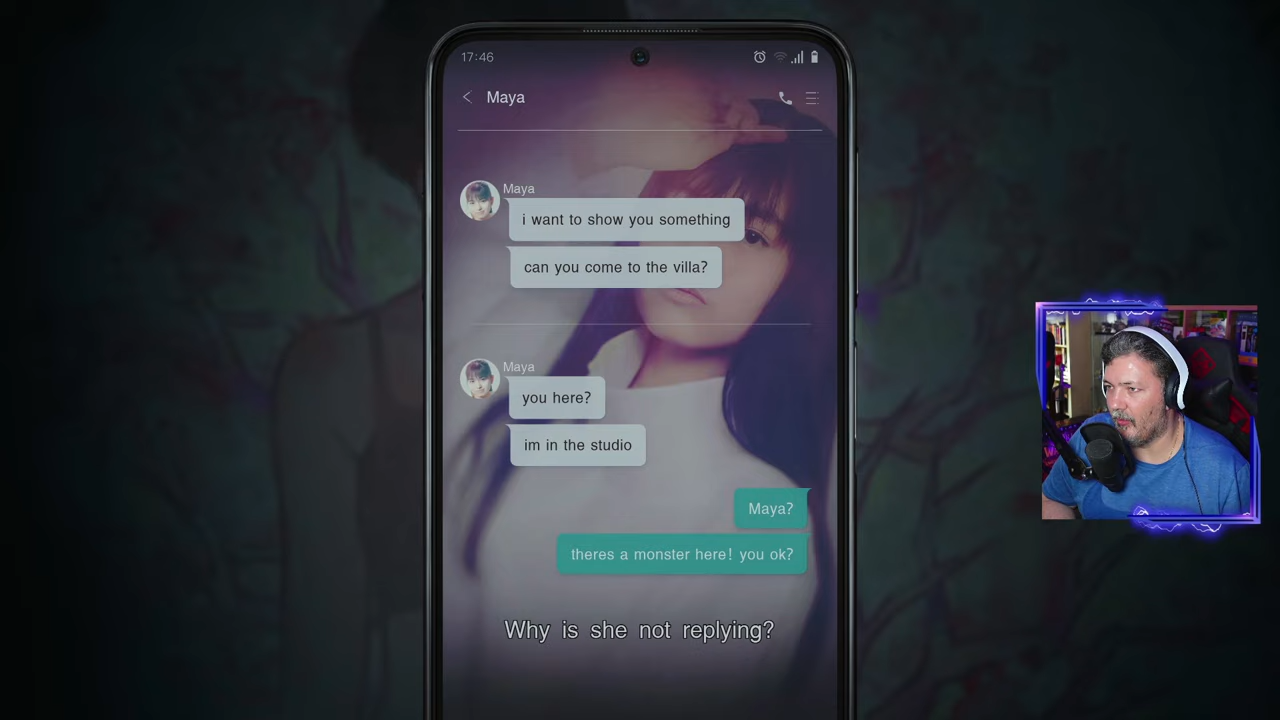 17:46
Maya
Maya
i want to show you something
can you come to the villa?
Maya
you here?
im in the studio
Maya?
theres a monster here! you ok?
Why is she not replying?